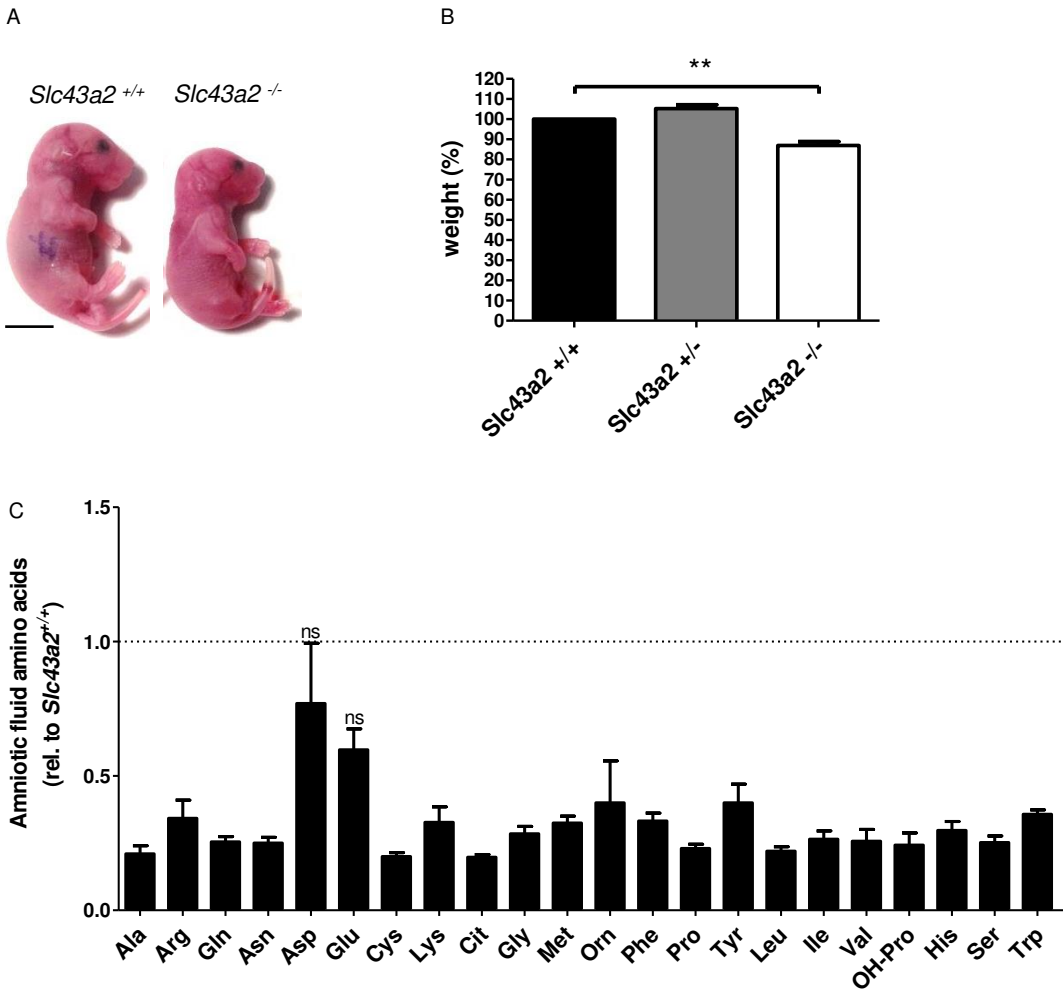 A
Slc43a2 +/+
Slc43a2 -/-
B
**
120
110
100
90
80
70
60
50
40
30
20
10
0
weight (%)
Slc43a2 +/+
Slc43a2 +/-
Slc43a2 -/-
C
1.5
1.0
0.5
0.0
Amniotic fluid amino acids
(rel. to Slc43a2+/+)
ns
ns
Ala
Arg
Gln
Asn
Asp
Glu
Cys
Lys
Cit
Gly
Met
Orn
Phe
Pro
Tyr
Leu
Ile
Val
OH-Pro
His
Ser
Trp